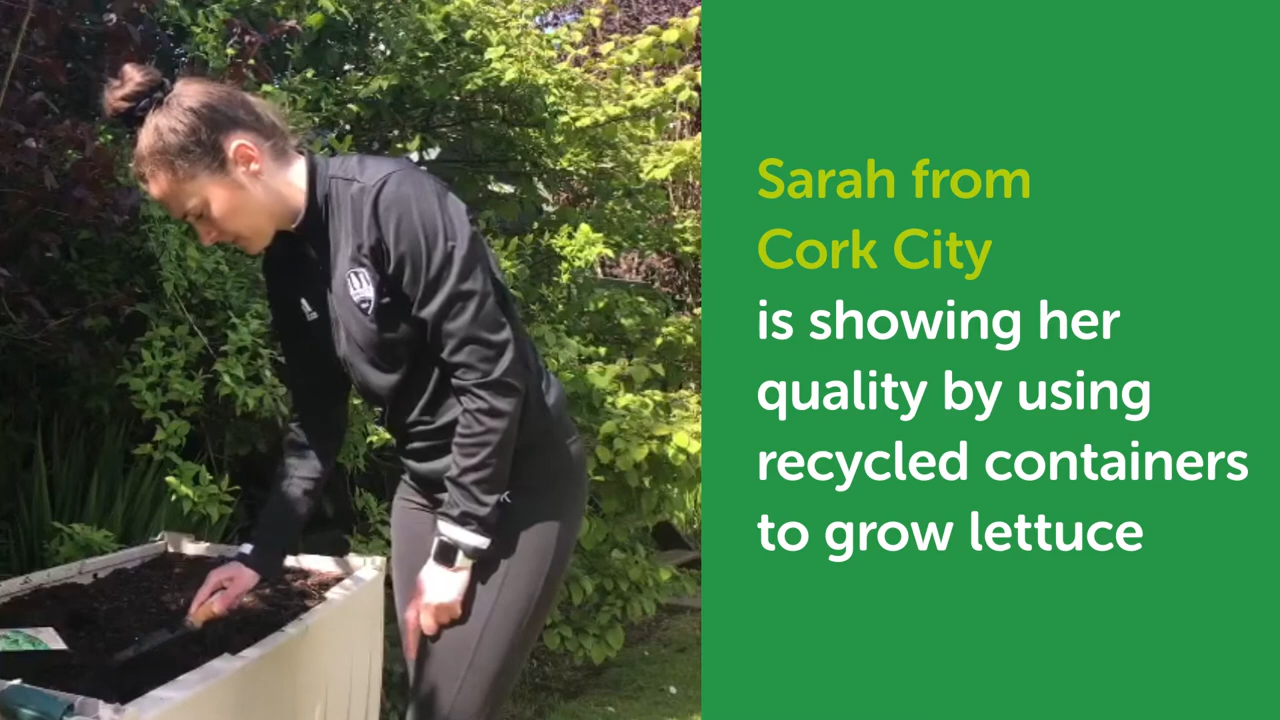 Sarah from
Cork City
is showing her
quality by using
recycled containers
to grow lettuce